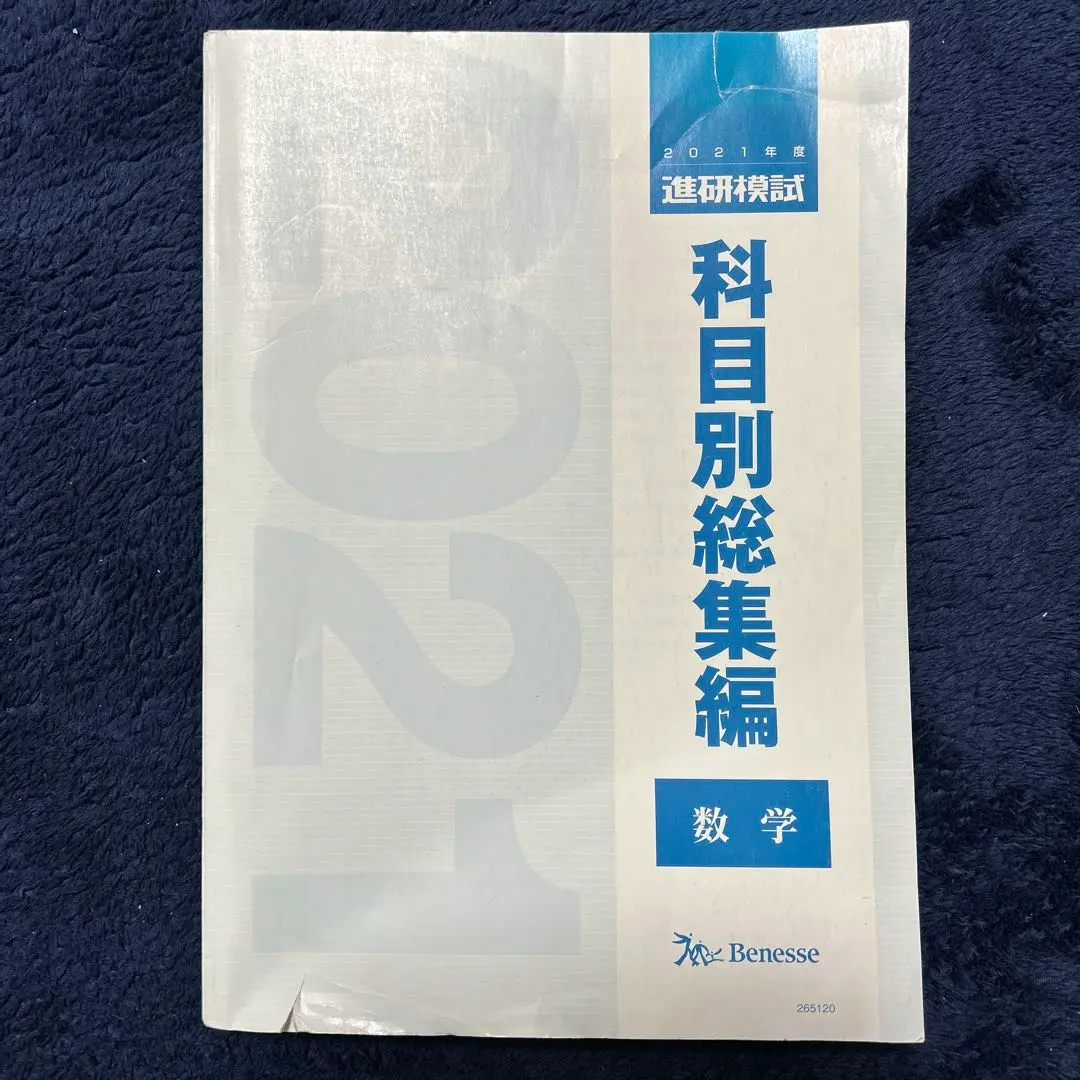 2021年度
進研模試
科目別総集編
数学
Benesse
265120
2021